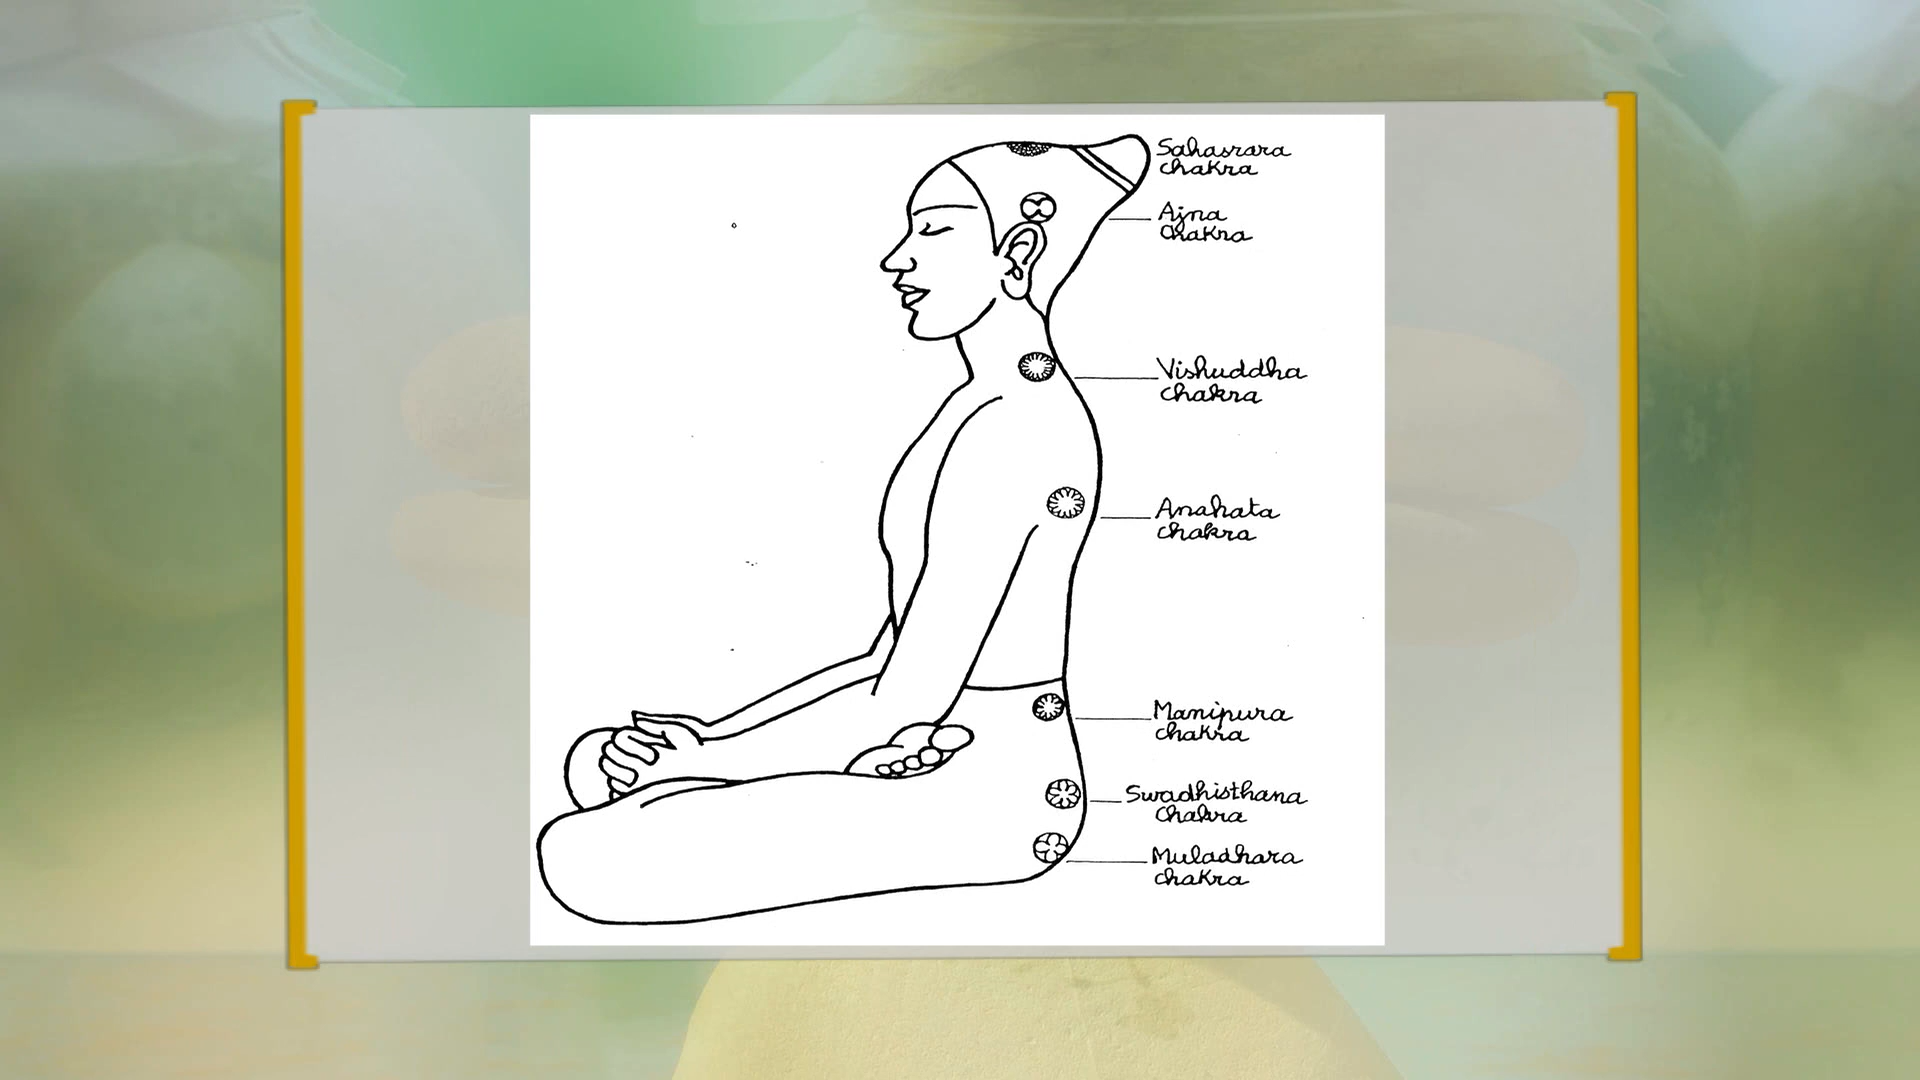 Sahasrara
chakra
Ajna
chakra
Vishuddha
chakra
Anahata
chakra
Manipura
chakra
Swadhisthana
chakra
Muladhara
chakra